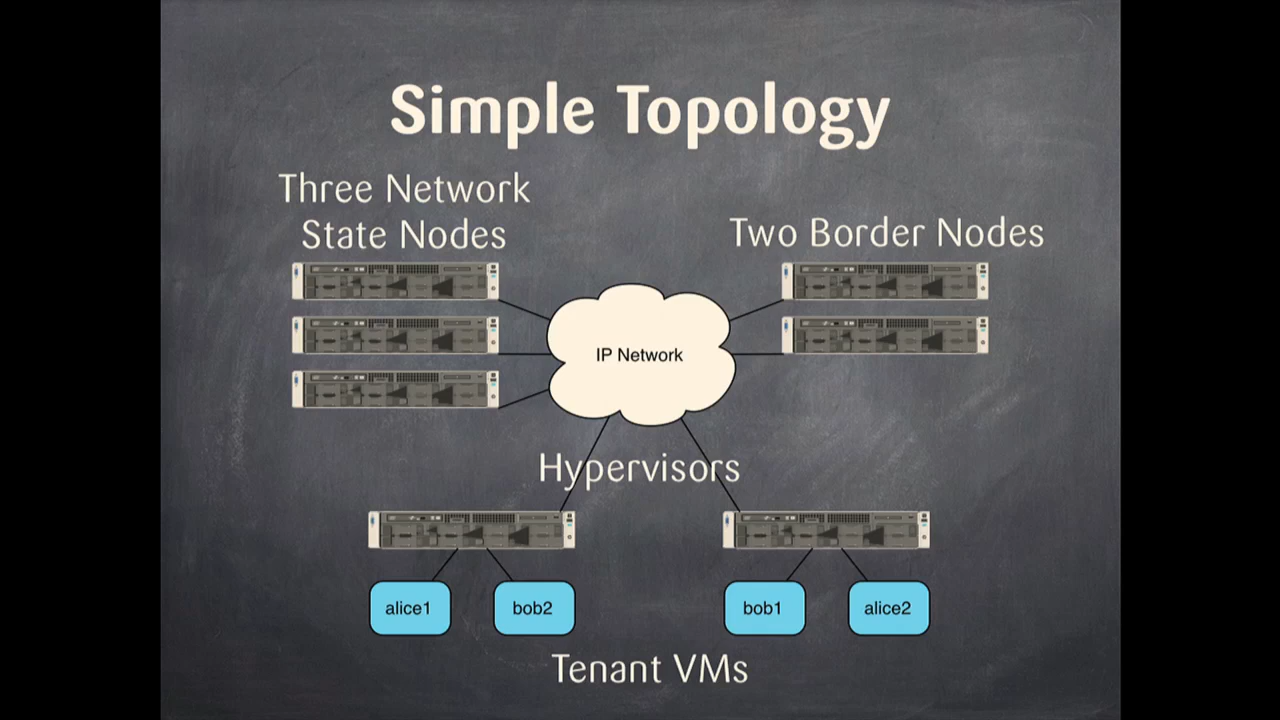 Simple Topology
Three Network
State Nodes
Two Border Nodes
IP Network
Hypervisors
alice1
bob2
bob1
alice2
Tenant VMs